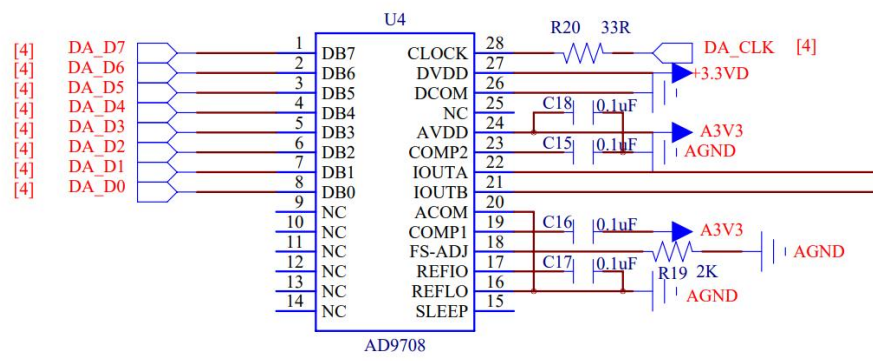 U4
[4] DA_D7 1 DB7 CLOCK 28 R20 33R DA_CLK [4]
[4] DA_D6 2 DB6 DVDD 27 +3.3VD
[4] DA_D5 3 DB5 DCOM 26
[4] DA_D4 4 DB4 NC 25 C18 0.1uF
[4] DA_D3 5 DB3 AVDD 24 A3V3
[4] DA_D2 6 DB2 COMP2 23 C15 0.1uF AGND
[4] DA_D1 7 DB1 IOUTA 22
[4] DA_D0 8 DB0 IOUTB 21
9 NC ACOM 20
10 NC COMP1 19 C16 0.1uF A3V3
11 NC FS-ADJ 18 AGND
12 NC REFIO 17 C17 0.1uF R19 2K
13 NC REFLO 16 AGND
14 NC SLEEP 15
AD9708